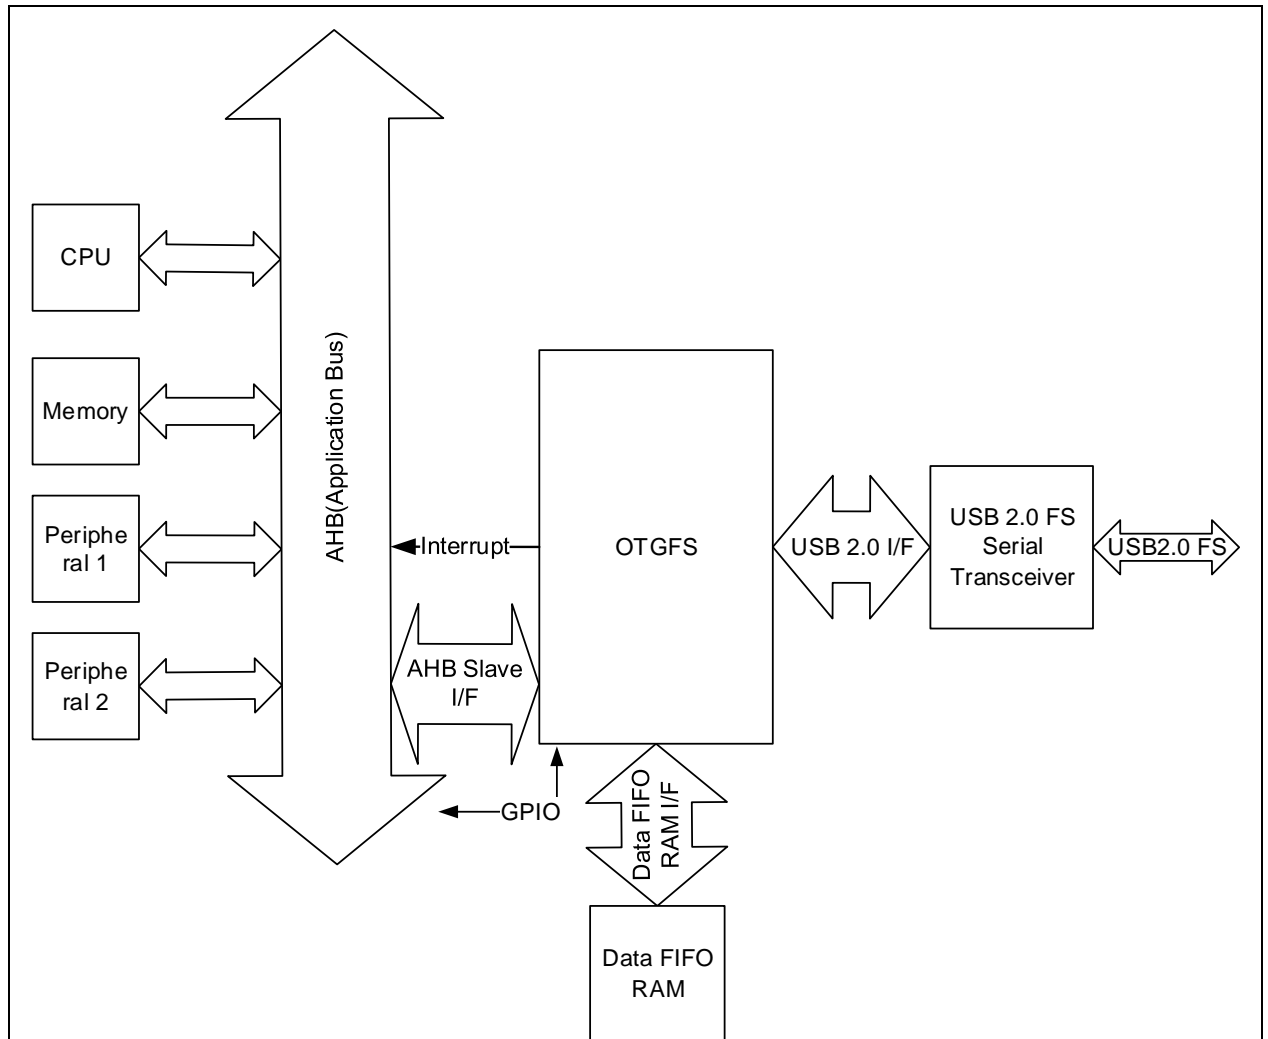 CPU
Memory
Periphe
ral 1
Periphe
ral 2
AHB(Application Bus)
Interrupt
AHB Slave
I/F
GPIO
OTGFS
Data FIFO
RAM I/F
Data FIFO
RAM
USB 2.0 I/F
USB 2.0 FS
Serial
Transceiver
USB2.0 FS